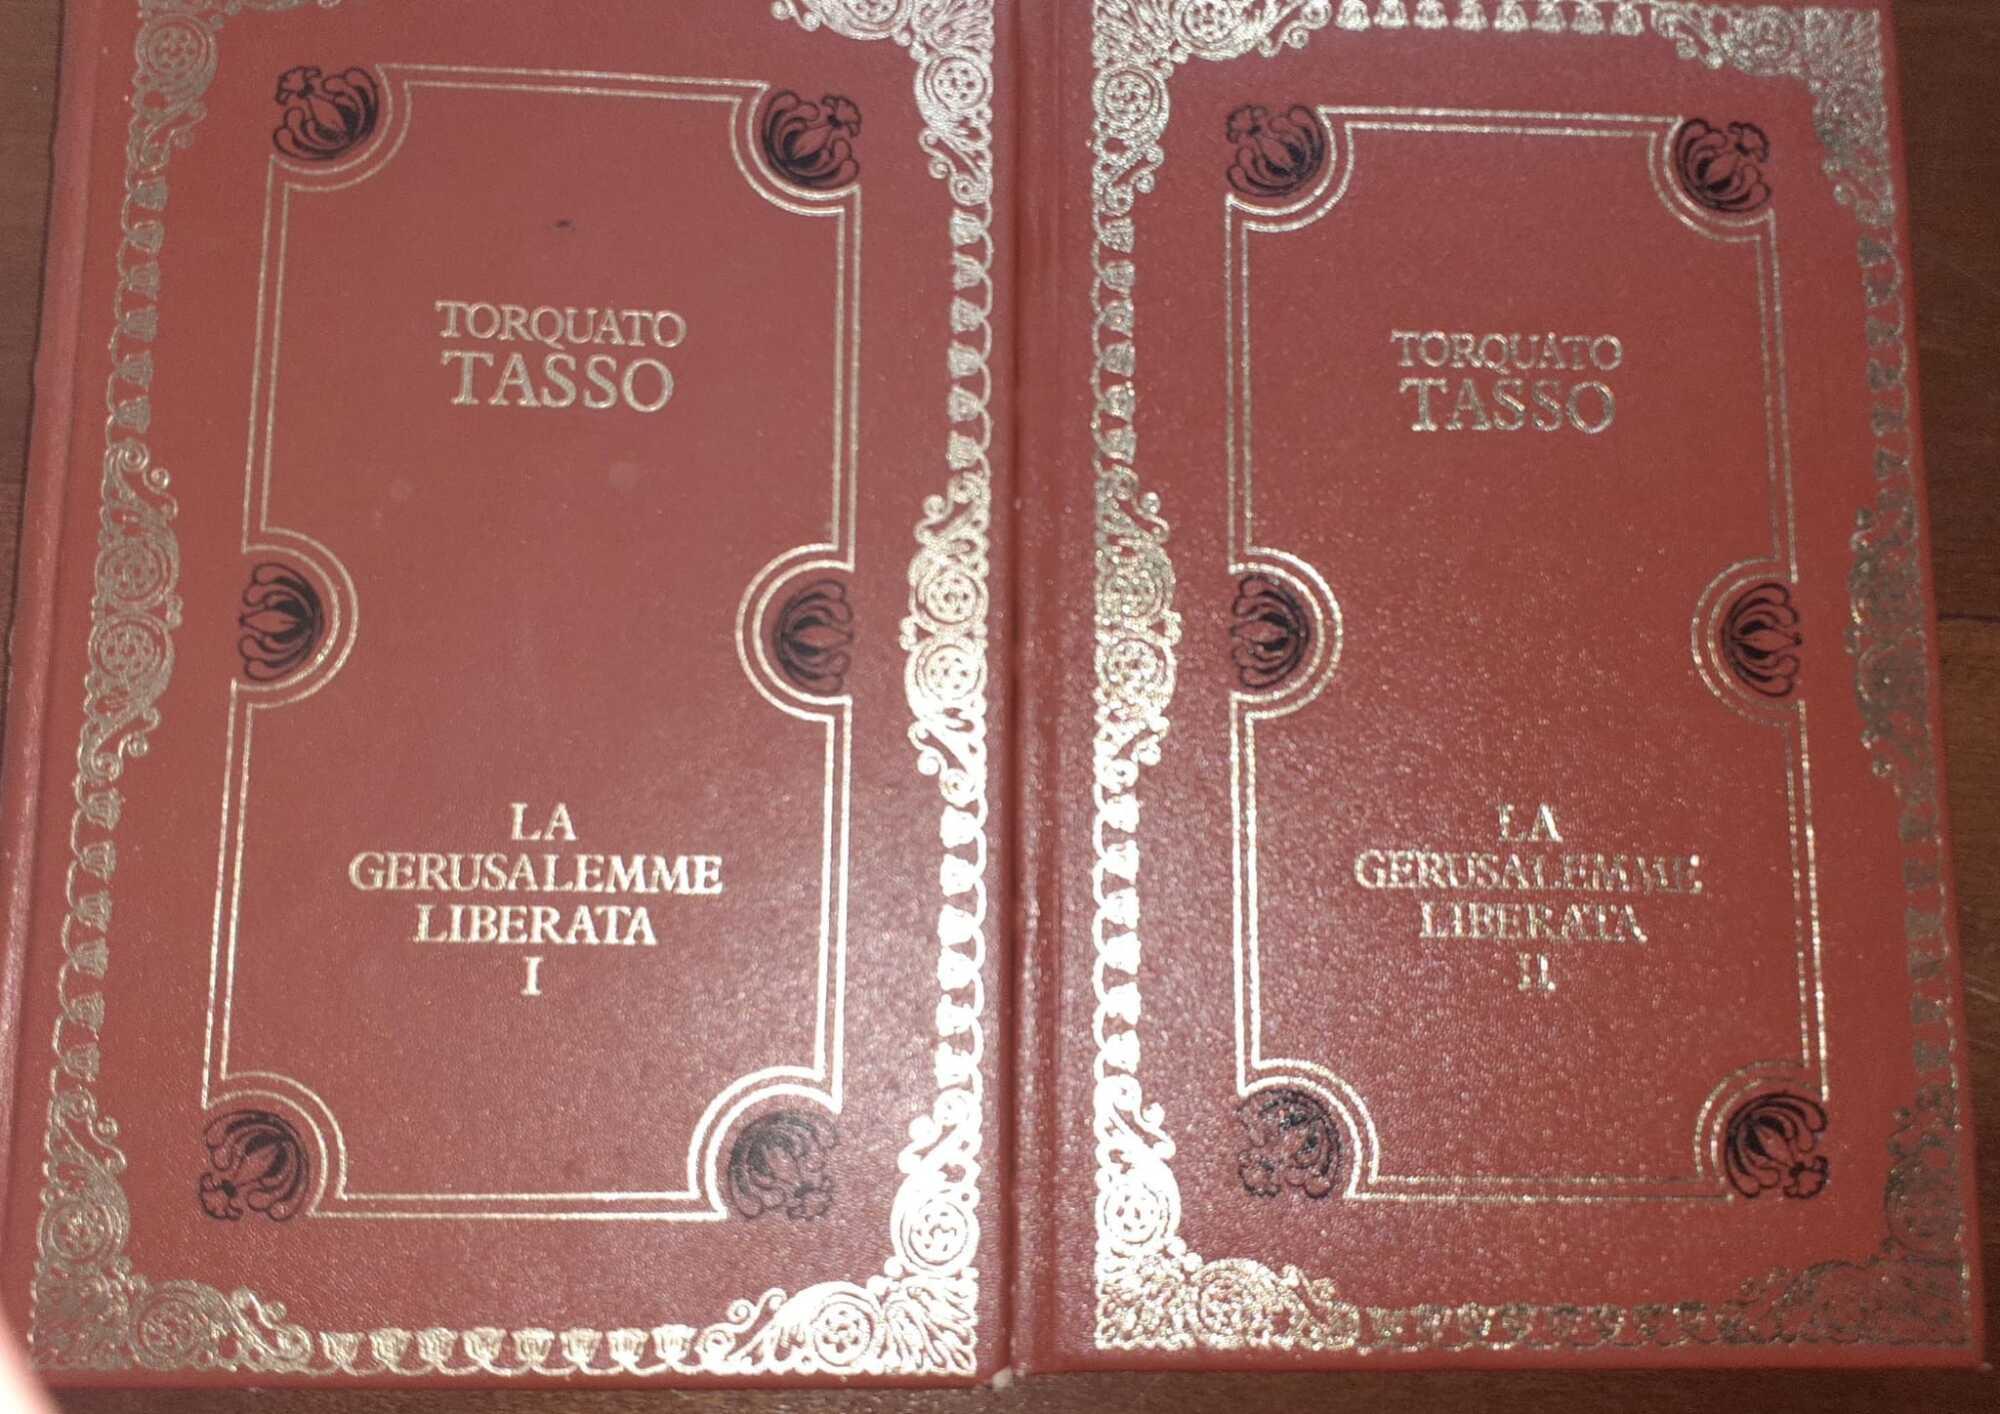 TORQUATO
TASSO
LA
GERUSALEMME
LIBERATA
I
TORQUATO
TASSO
LA
GERUSALEMME
LIBERATA
II